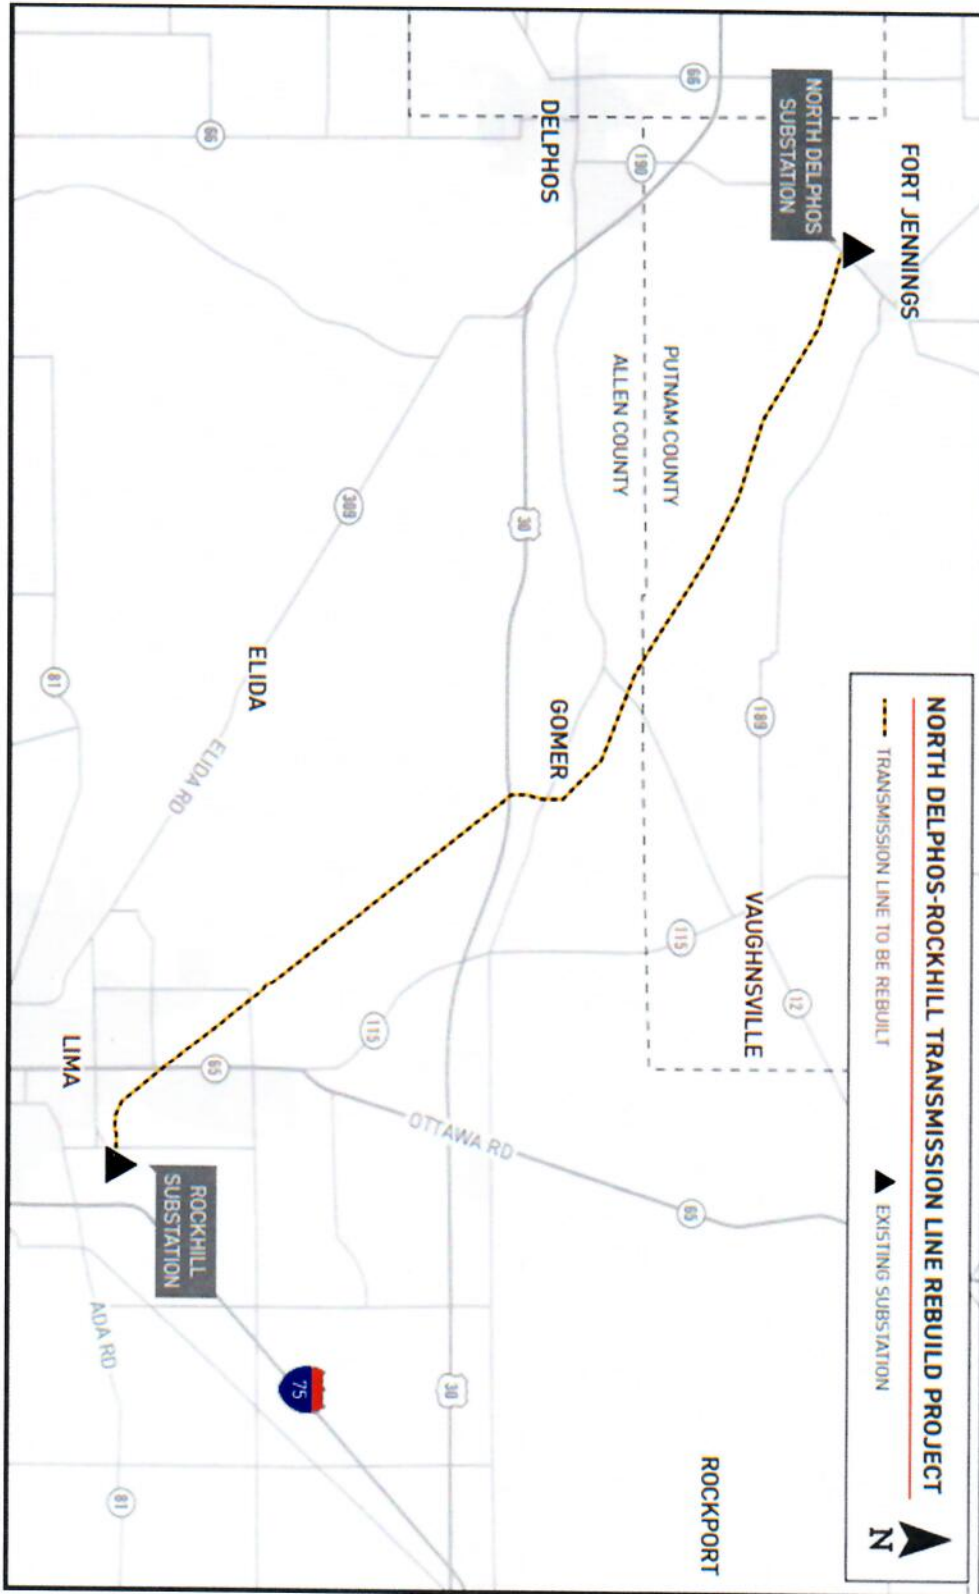 NORTH DELPHOS-ROCKHILL TRANSMISSION LINE REBUILD PROJECT
TRANSMISSION LINE TO BE REBUILT
EXISTING SUBSTATION
N
FORT JENNINGS
NORTH DELPHOS
SUBSTATION
66
190
DELPHOS
66
PUTNAM COUNTY
ALLEN COUNTY
189
VAUGHNSVILLE
12
115
30
309
GOMER
ELIDA
ELIDA RD
81
115
65
OTTAWA RD
65
LIMA
ROCKHILL
SUBSTATION
ADA RD
75
30
81
ROCKPORT